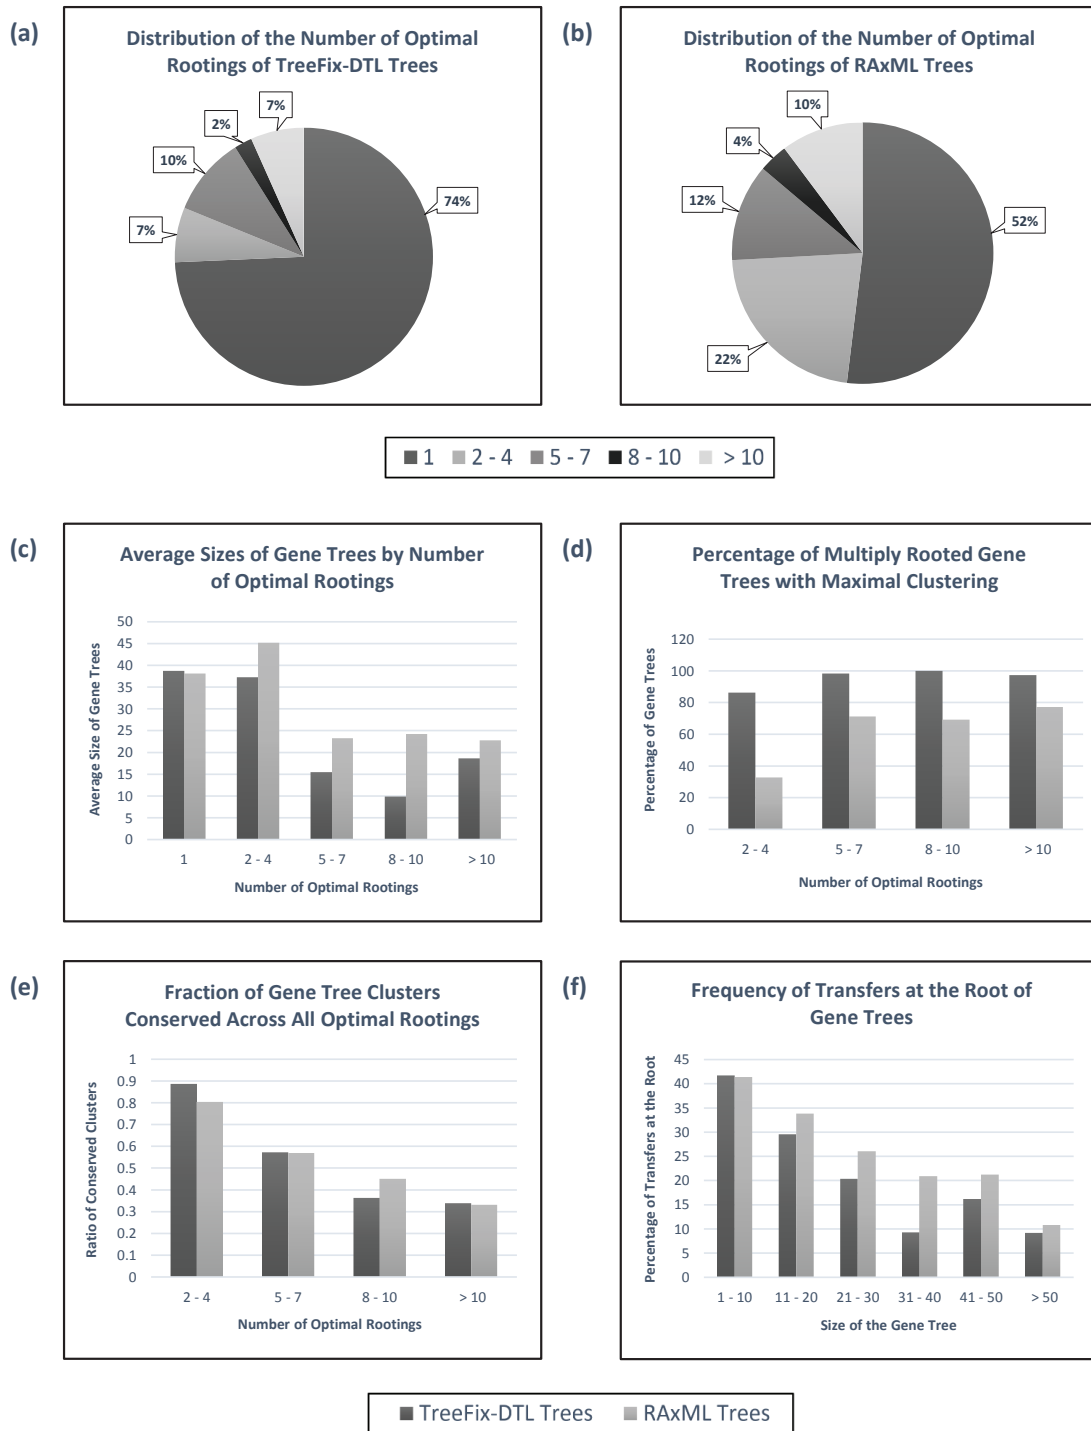 (a)
Distribution of the Number of Optimal
Rootings of TreeFix-DTL Trees
7%
2%
10%
7%
74%
(b)
Distribution of the Number of Optimal
Rootings of RAxML Trees
10%
4%
12%
22%
52%
1 2 - 4 5 - 7 8 - 10 > 10
(c)
Average Sizes of Gene Trees by Number
of Optimal Rootings
Average Size of Gene Trees
50
45
40
35
30
25
20
15
10
5
0
1 2 - 4 5 - 7 8 - 10 > 10
Number of Optimal Rootings
(d)
Percentage of Multiply Rooted Gene
Trees with Maximal Clustering
Percentage of Gene Trees
120
100
80
60
40
20
0
2 - 4 5 - 7 8 - 10 > 10
Number of Optimal Rootings
(e)
Fraction of Gene Tree Clusters
Conserved Across All Optimal Rootings
Ratio of Conserved Clusters
1
0.9
0.8
0.7
0.6
0.5
0.4
0.3
0.2
0.1
0
2 - 4 5 - 7 8 - 10 > 10
Number of Optimal Rootings
(f)
Frequency of Transfers at the Root of
Gene Trees
Percentage of Transfers at the Root
45
40
35
30
25
20
15
10
5
0
1 - 10 11 - 20 21 - 30 31 - 40 41 - 50 > 50
Size of the Gene Tree
TreeFix-DTL Trees RAxML Trees